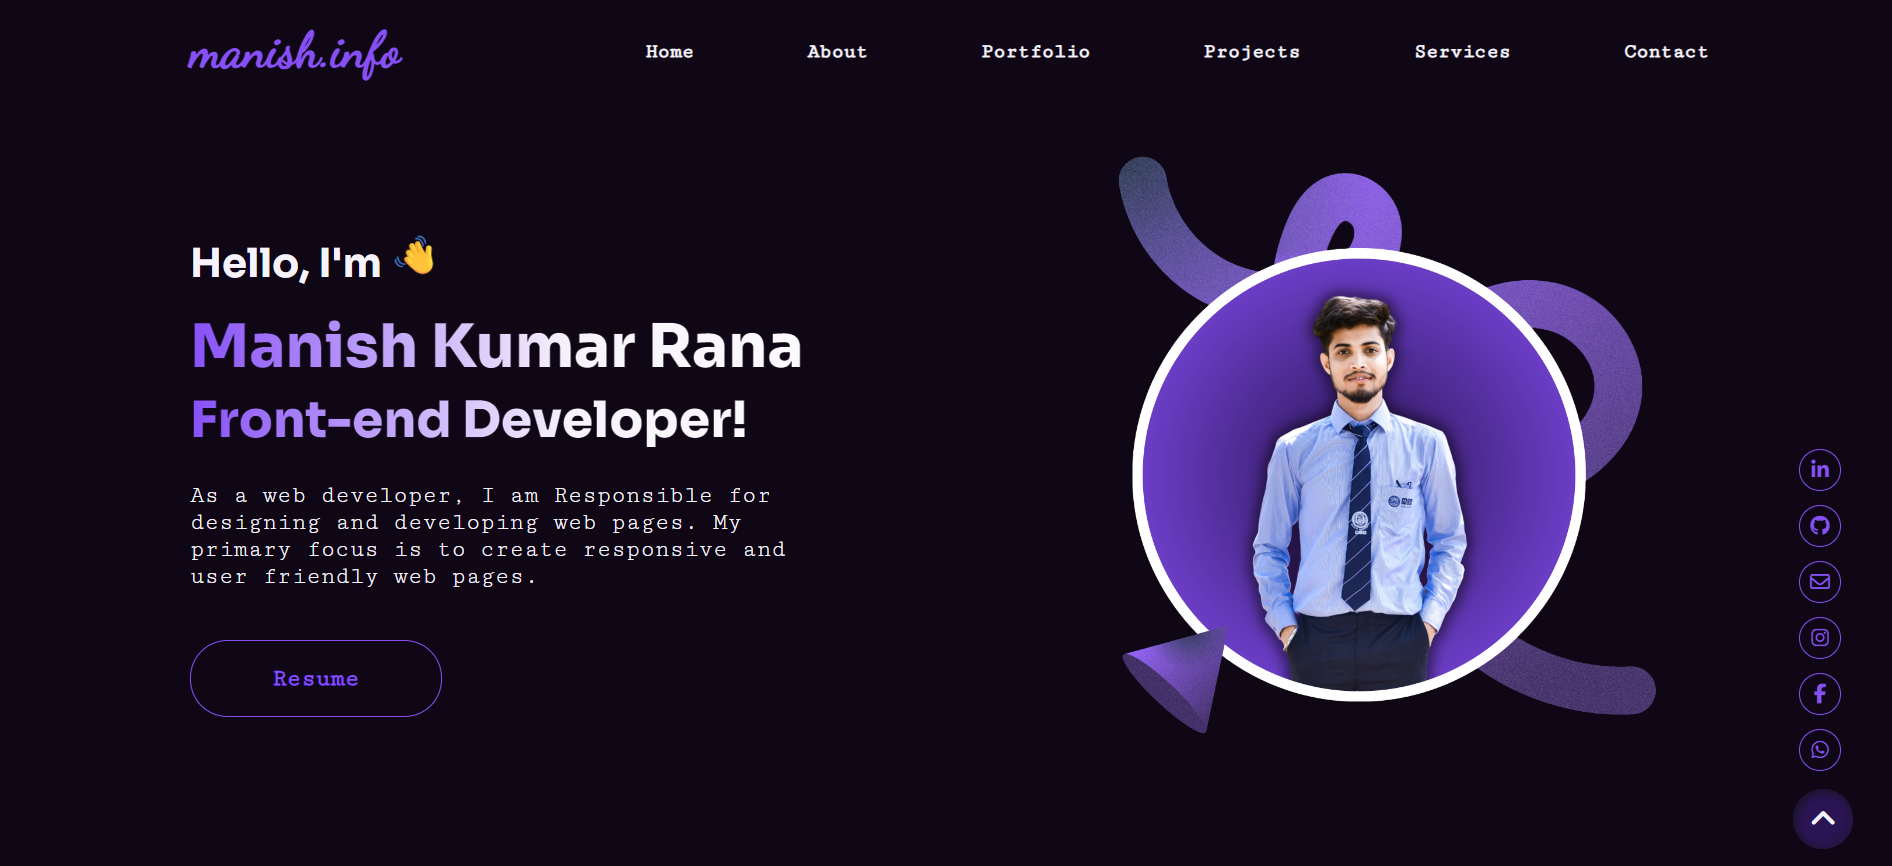 manish.info
Home About Portfolio Projects Services Contact
Hello, I'm 👋
Manish Kumar Rana
Front-end Developer!
As a web developer, I am Responsible for
designing and developing web pages. My
primary focus is to create responsive and
user friendly web pages.
Resume